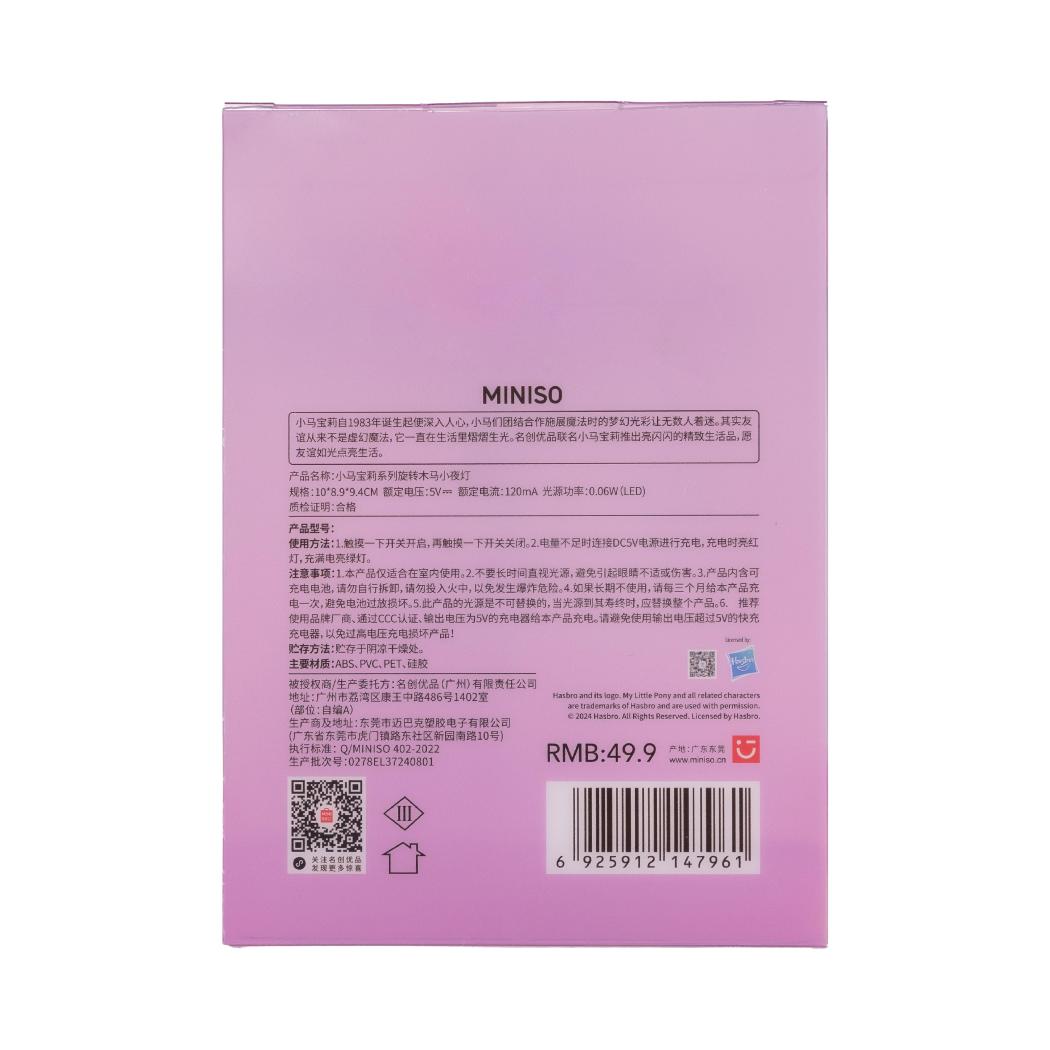 MINISO
小马宝莉自1983年诞生起便深入人心，小马们团结合作施展魔法时的梦幻光彩让无数人着迷。其实友
谊从来不是虚幻魔法，它一直在生活里熠熠生光。名创优品联名小马宝莉推出亮闪闪的精致生活品，愿
友谊如光点亮生活。
产品名称：小马宝莉系列旋转木马小夜灯
规格：10*8.9*9.4CM 额定电压：5V⎓ 额定电流：120mA 光源功率：0.06W（LED）
质检证明：合格
产品型号：
使用方法：1.触摸一下开关开启，再触摸一下开关关闭。2.电量不足时连接DC5V电源进行充电，充电时亮红
灯，充满电亮绿灯。
注意事项：1.本产品仅适合在室内使用。2.不要长时间直视光源，避免引起眼睛不适或伤害。3.产品内含可
充电电池，请勿自行拆卸，请勿投入火中，以免发生爆炸危险。4.如果长期不使用，请每三个月给本产品充
电一次，避免电池过放损坏。5.此产品的光源是不可替换的，当光源到其寿终时，应替换整个产品。6. 推荐
使用品牌厂商、通过CCC认证、输出电压为5V的充电器给本产品充电。请避免使用输出电压超过5V的快充
充电器，以免过高电压充电损坏产品！
贮存方法：贮存于阴凉干燥处。
主要材质：ABS、PVC、PET、硅胶
Licensed by:
Hasbro
被授权商/生产委托方：名创优品（广州）有限责任公司
地址：广州市荔湾区康王中路486号1402室
（部位：自编A）
生产商及地址：东莞市迈巴克塑胶电子有限公司
（广东省东莞市虎门镇路东社区新园南路10号）
执行标准：Q/MINISO 402-2022
生产批次号：0278EL37240801
Hasbro and its logo. My Little Pony and all related characters
are trademarks of Hasbro and are used with permission.
© 2024 Hasbro. All Rights Reserved. Licensed by Hasbro.
RMB:49.9
产地：广东东莞
www.miniso.cn
关注名创优品
发现更多惊喜
III
6 925912 147961